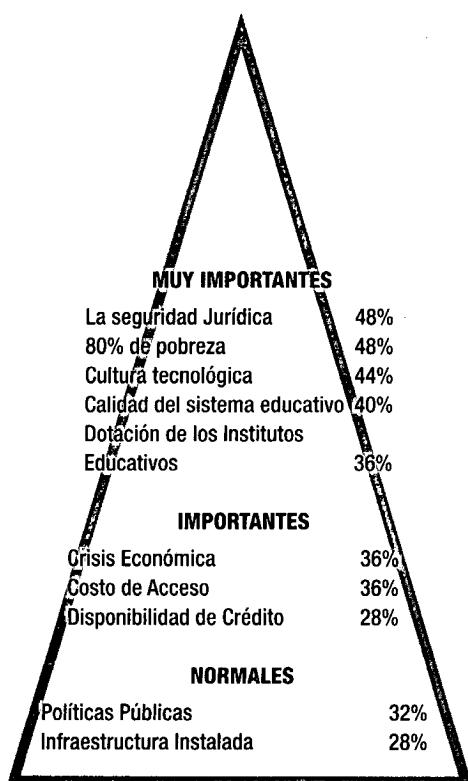 MUY IMPORTANTES
La seguridad Jurídica 48%
80% de pobreza 48%
Cultura tecnológica 44%
Calidad del sistema educativo 40%
Dotación de los Institutos
Educativos 36%
IMPORTANTES
Crisis Económica 36%
Costo de Acceso 36%
Disponibilidad de Crédito 28%
NORMALES
Políticas Públicas 32%
Infraestructura Instalada 28%